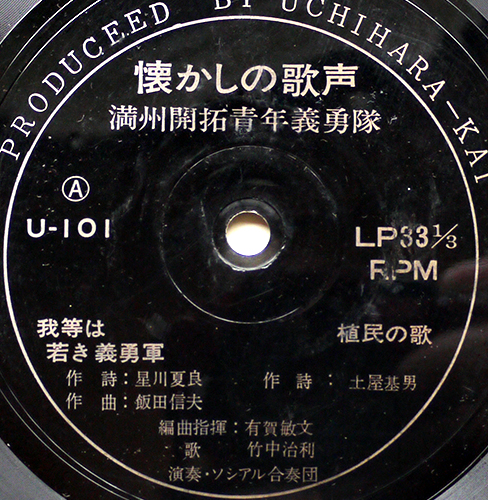 PRODUCEED BY UCHIHARA-KAI
懐かしの歌声
満州開拓青年義勇隊
Ⓐ
U-101
LP33⅓
RPM
我等は
若き義勇軍
作 詩：星川夏良
作 曲：飯田信夫
植民の歌
作 詩：土屋基男
編曲指揮：有賀敏文
歌 竹中治利
演奏・ソシアル合奏団